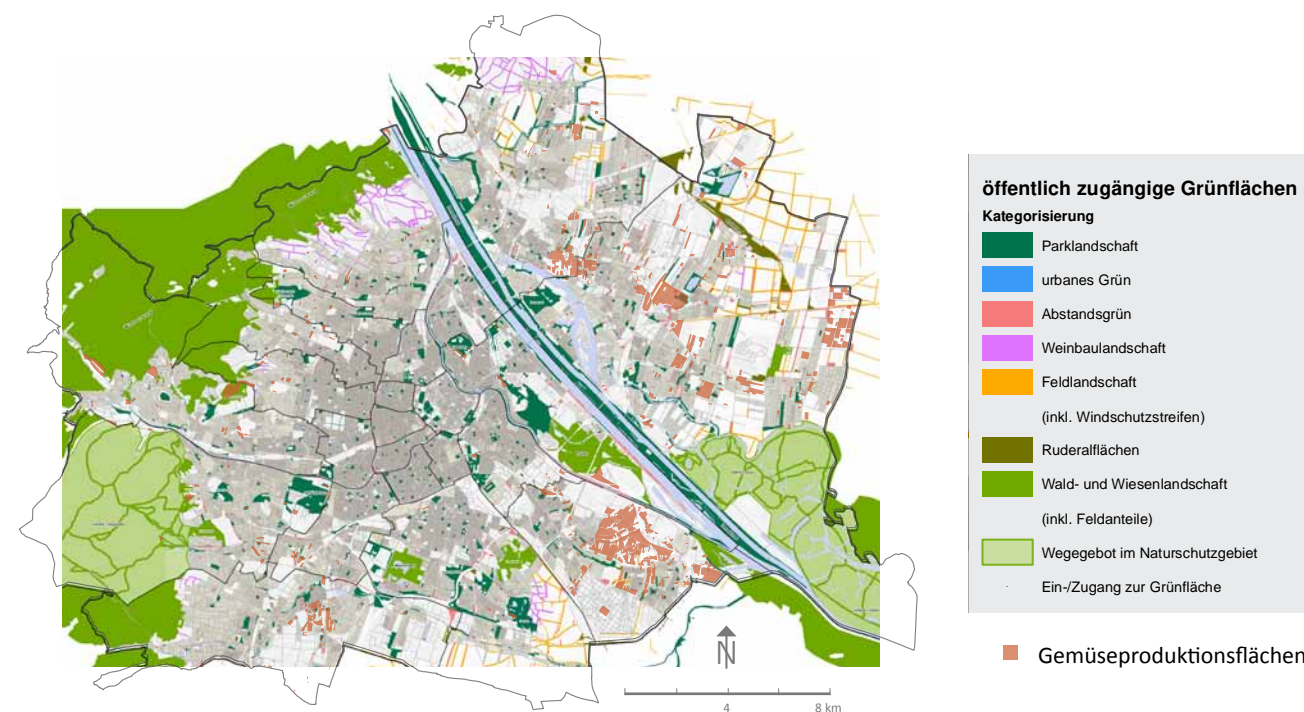 öffentlich zugängige Grünflächen
Kategorisierung
Parklandschaft
urbanes Grün
Abstandsgrün
Weinbaulandschaft
Feldlandschaft
(inkl. Windschutzstreifen)
Ruderalflächen
Wald- und Wiesenlandschaft
(inkl. Feldanteile)
Wegegebot im Naturschutzgebiet
Ein-/Zugang zur Grünfläche
Gemüseproduktionsflächen
N
4
8 km